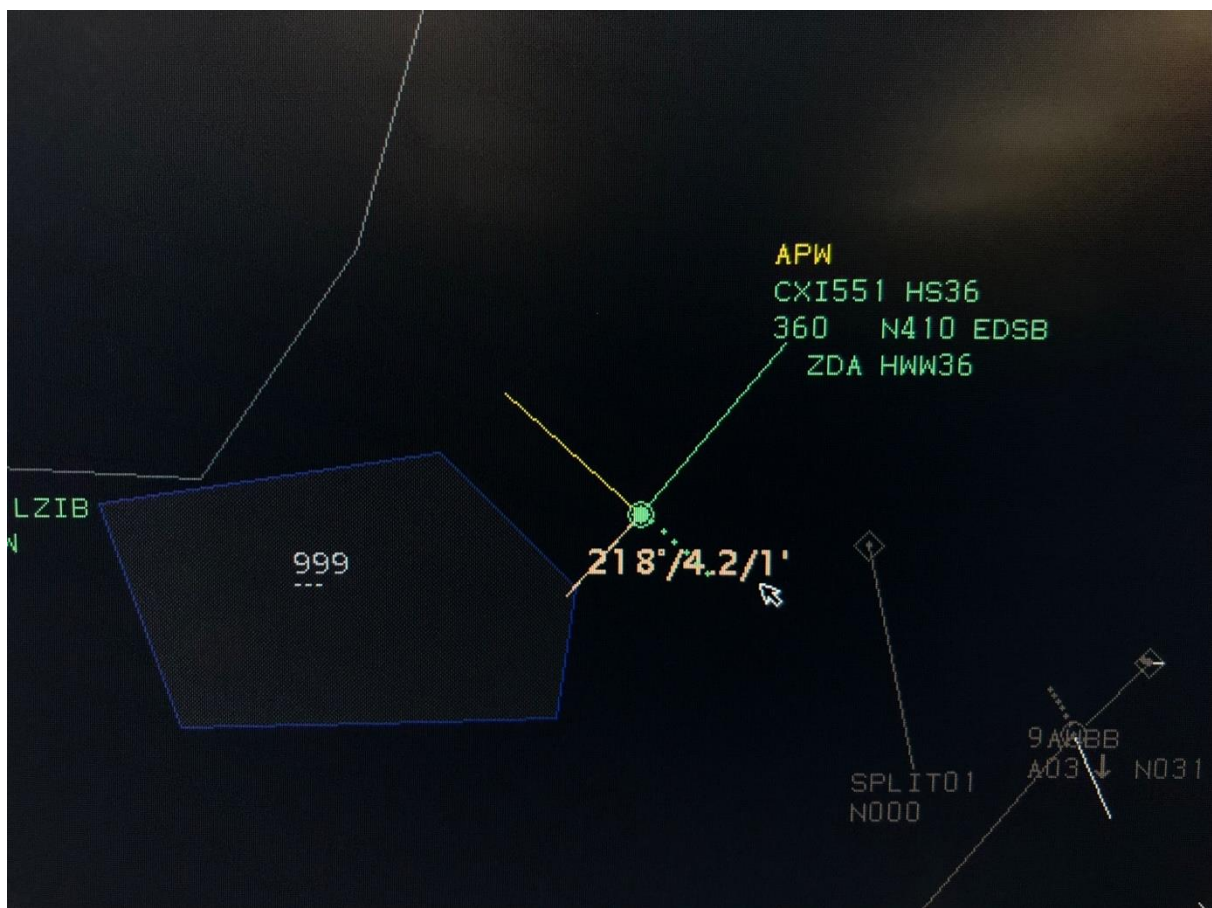 APW
CXI551 HS36
360 N410 EDSB
ZDA HWW36
LZIB
W
999
218°/4.2/1'
9AWBB
A03 ↓ N031
SPLIT01
N000